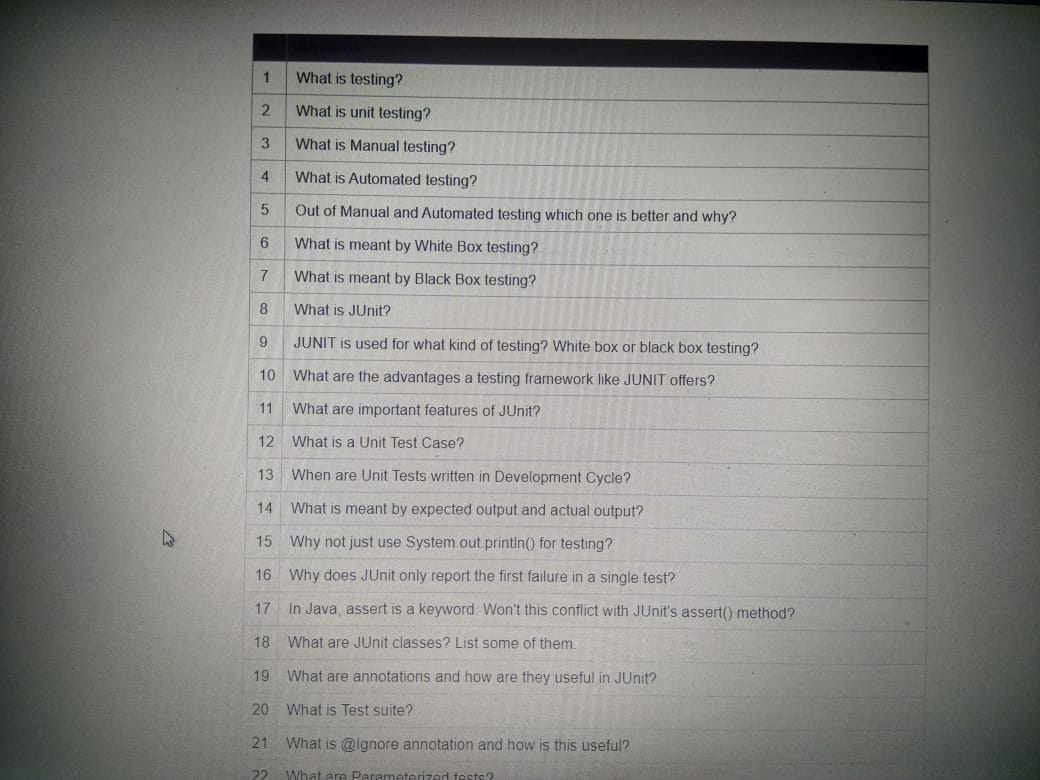 1 What is testing?
2 What is unit testing?
3 What is Manual testing?
4 What is Automated testing?
5 Out of Manual and Automated testing which one is better and why?
6 What is meant by White Box testing?
7 What is meant by Black Box testing?
8 What is JUnit?
9 JUNIT is used for what kind of testing? White box or black box testing?
10 What are the advantages a testing framework like JUNIT offers?
11 What are important features of JUnit?
12 What is a Unit Test Case?
13 When are Unit Tests written in Development Cycle?
14 What is meant by expected output and actual output?
15 Why not just use System.out.println() for testing?
16 Why does JUnit only report the first failure in a single test?
17 In Java, assert is a keyword. Won't this conflict with JUnit's assert() method?
18 What are JUnit classes? List some of them.
19 What are annotations and how are they useful in JUnit?
20 What is Test suite?
21 What is @Ignore annotation and how is this useful?
22 What are Parameterized tests?